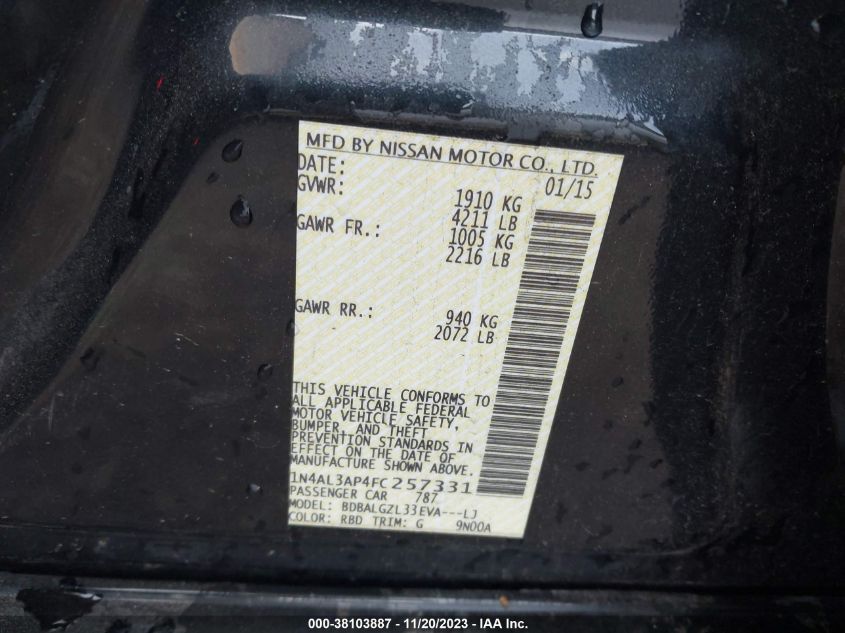 MFD BY NISSAN MOTOR CO., LTD.
DATE: 01/15
GVWR: 1910 KG
4211 LB
GAWR FR.: 1005 KG
2216 LB
GAWR RR.: 940 KG
2072 LB
THIS VEHICLE CONFORMS TO
ALL APPLICABLE FEDERAL
MOTOR VEHICLE SAFETY,
BUMPER, AND THEFT
PREVENTION STANDARDS IN
EFFECT ON THE DATE OF
MANUFACTURE SHOWN ABOVE.
1N4AL3AP4FC257331
PASSENGER CAR 787
MODEL: BDBALGZL33EVA---LJ
COLOR: RBD TRIM: G 9N00A
000-38103887 - 11/20/2023 - IAA Inc.